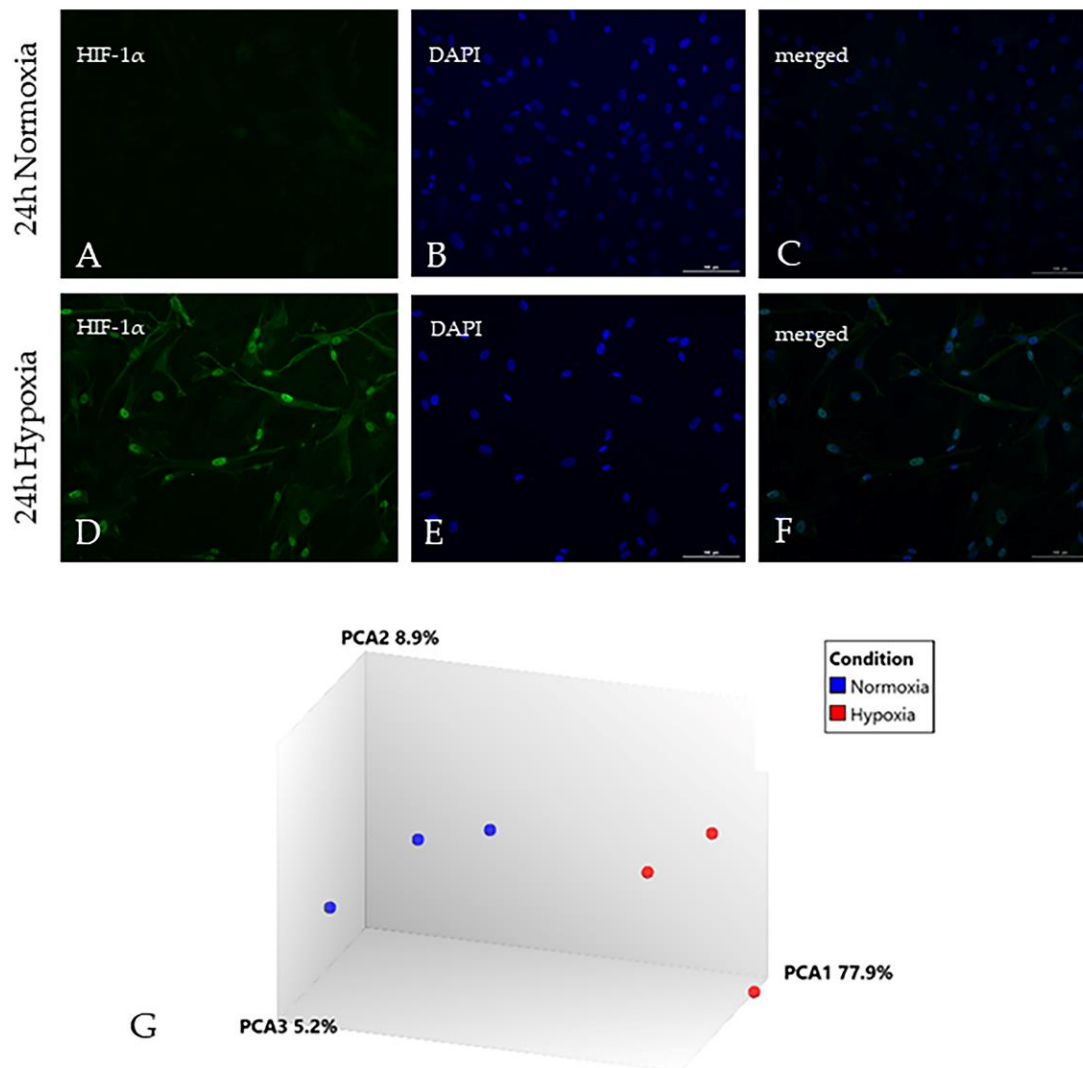 24h Normoxia
HIF-1α
DAPI
merged
A
B
C
24h Hypoxia
HIF-1α
DAPI
merged
D
E
F
PCA2 8.9%
Condition
Normoxia
Hypoxia
PCA1 77.9%
PCA3 5.2%
G